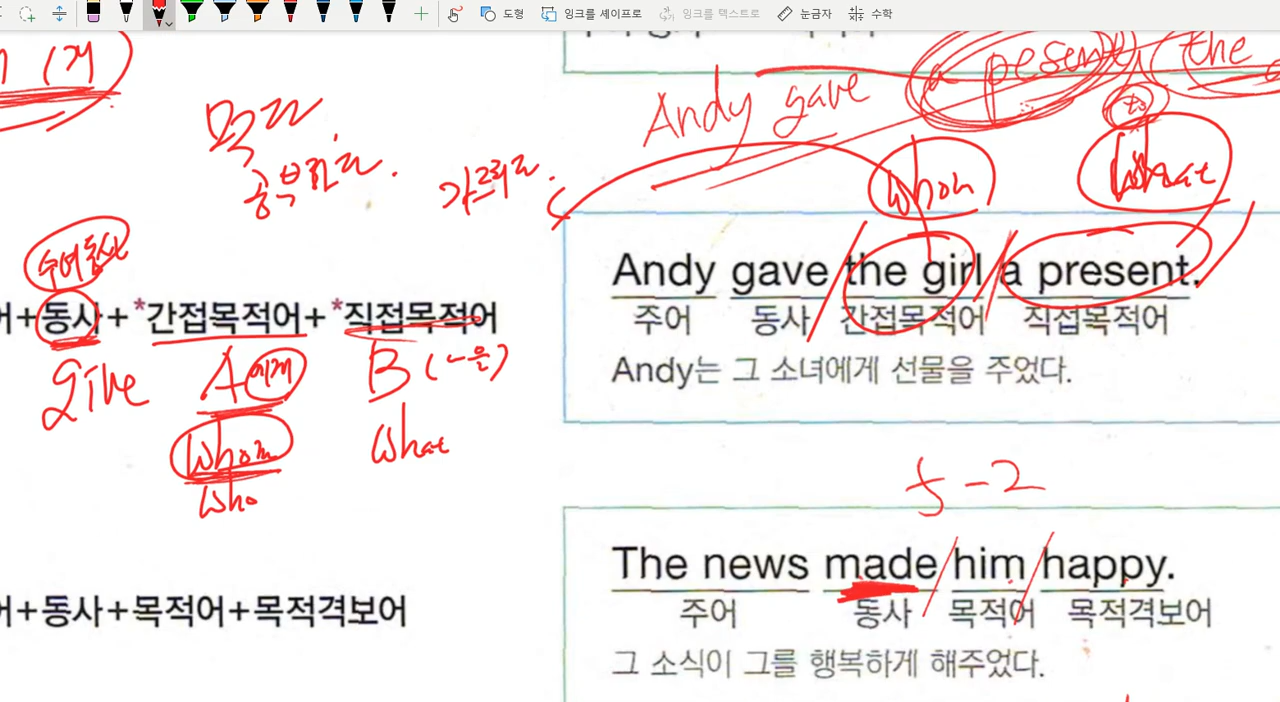 도형 잉크를 셰이프로 잉크를 텍스트로 눈금자 수학
Andy gave a present (the
to
가르치다.
공부하다.
whom what
수여동사
+동사+*간접목적어+*직접목적어
give A에게 B(~을)
whom what
who
Andy gave the girl a present.
주어 동사 간접목적어 직접목적어
Andy는 그 소녀에게 선물을 주었다.
5-2
The news made him happy.
주어 동사 목적어 목적격보어
어+동사+목적어+목적격보어
그 소식이 그를 행복하게 해주었다.